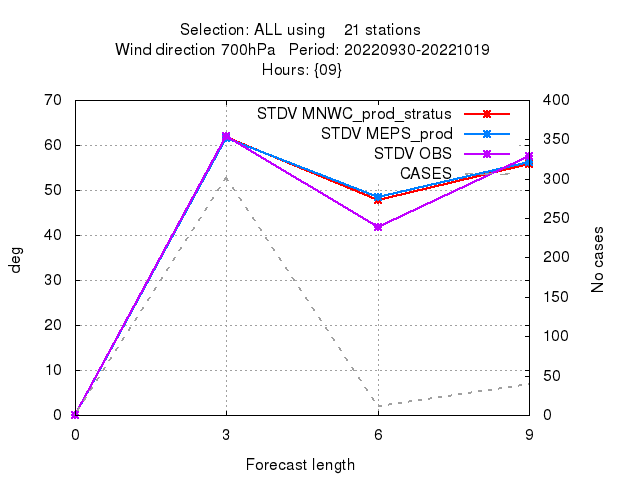 Selection: ALL using 21 stations
Wind direction 700hPa Period: 20220930-20221019
Hours: {09}
STDV MNWC_prod_stratus
STDV MEPS_prod
STDV OBS
CASES
70
60
50
40
30
20
10
0
400
350
300
250
200
150
100
50
0
deg
No cases
0 3 6 9
Forecast length